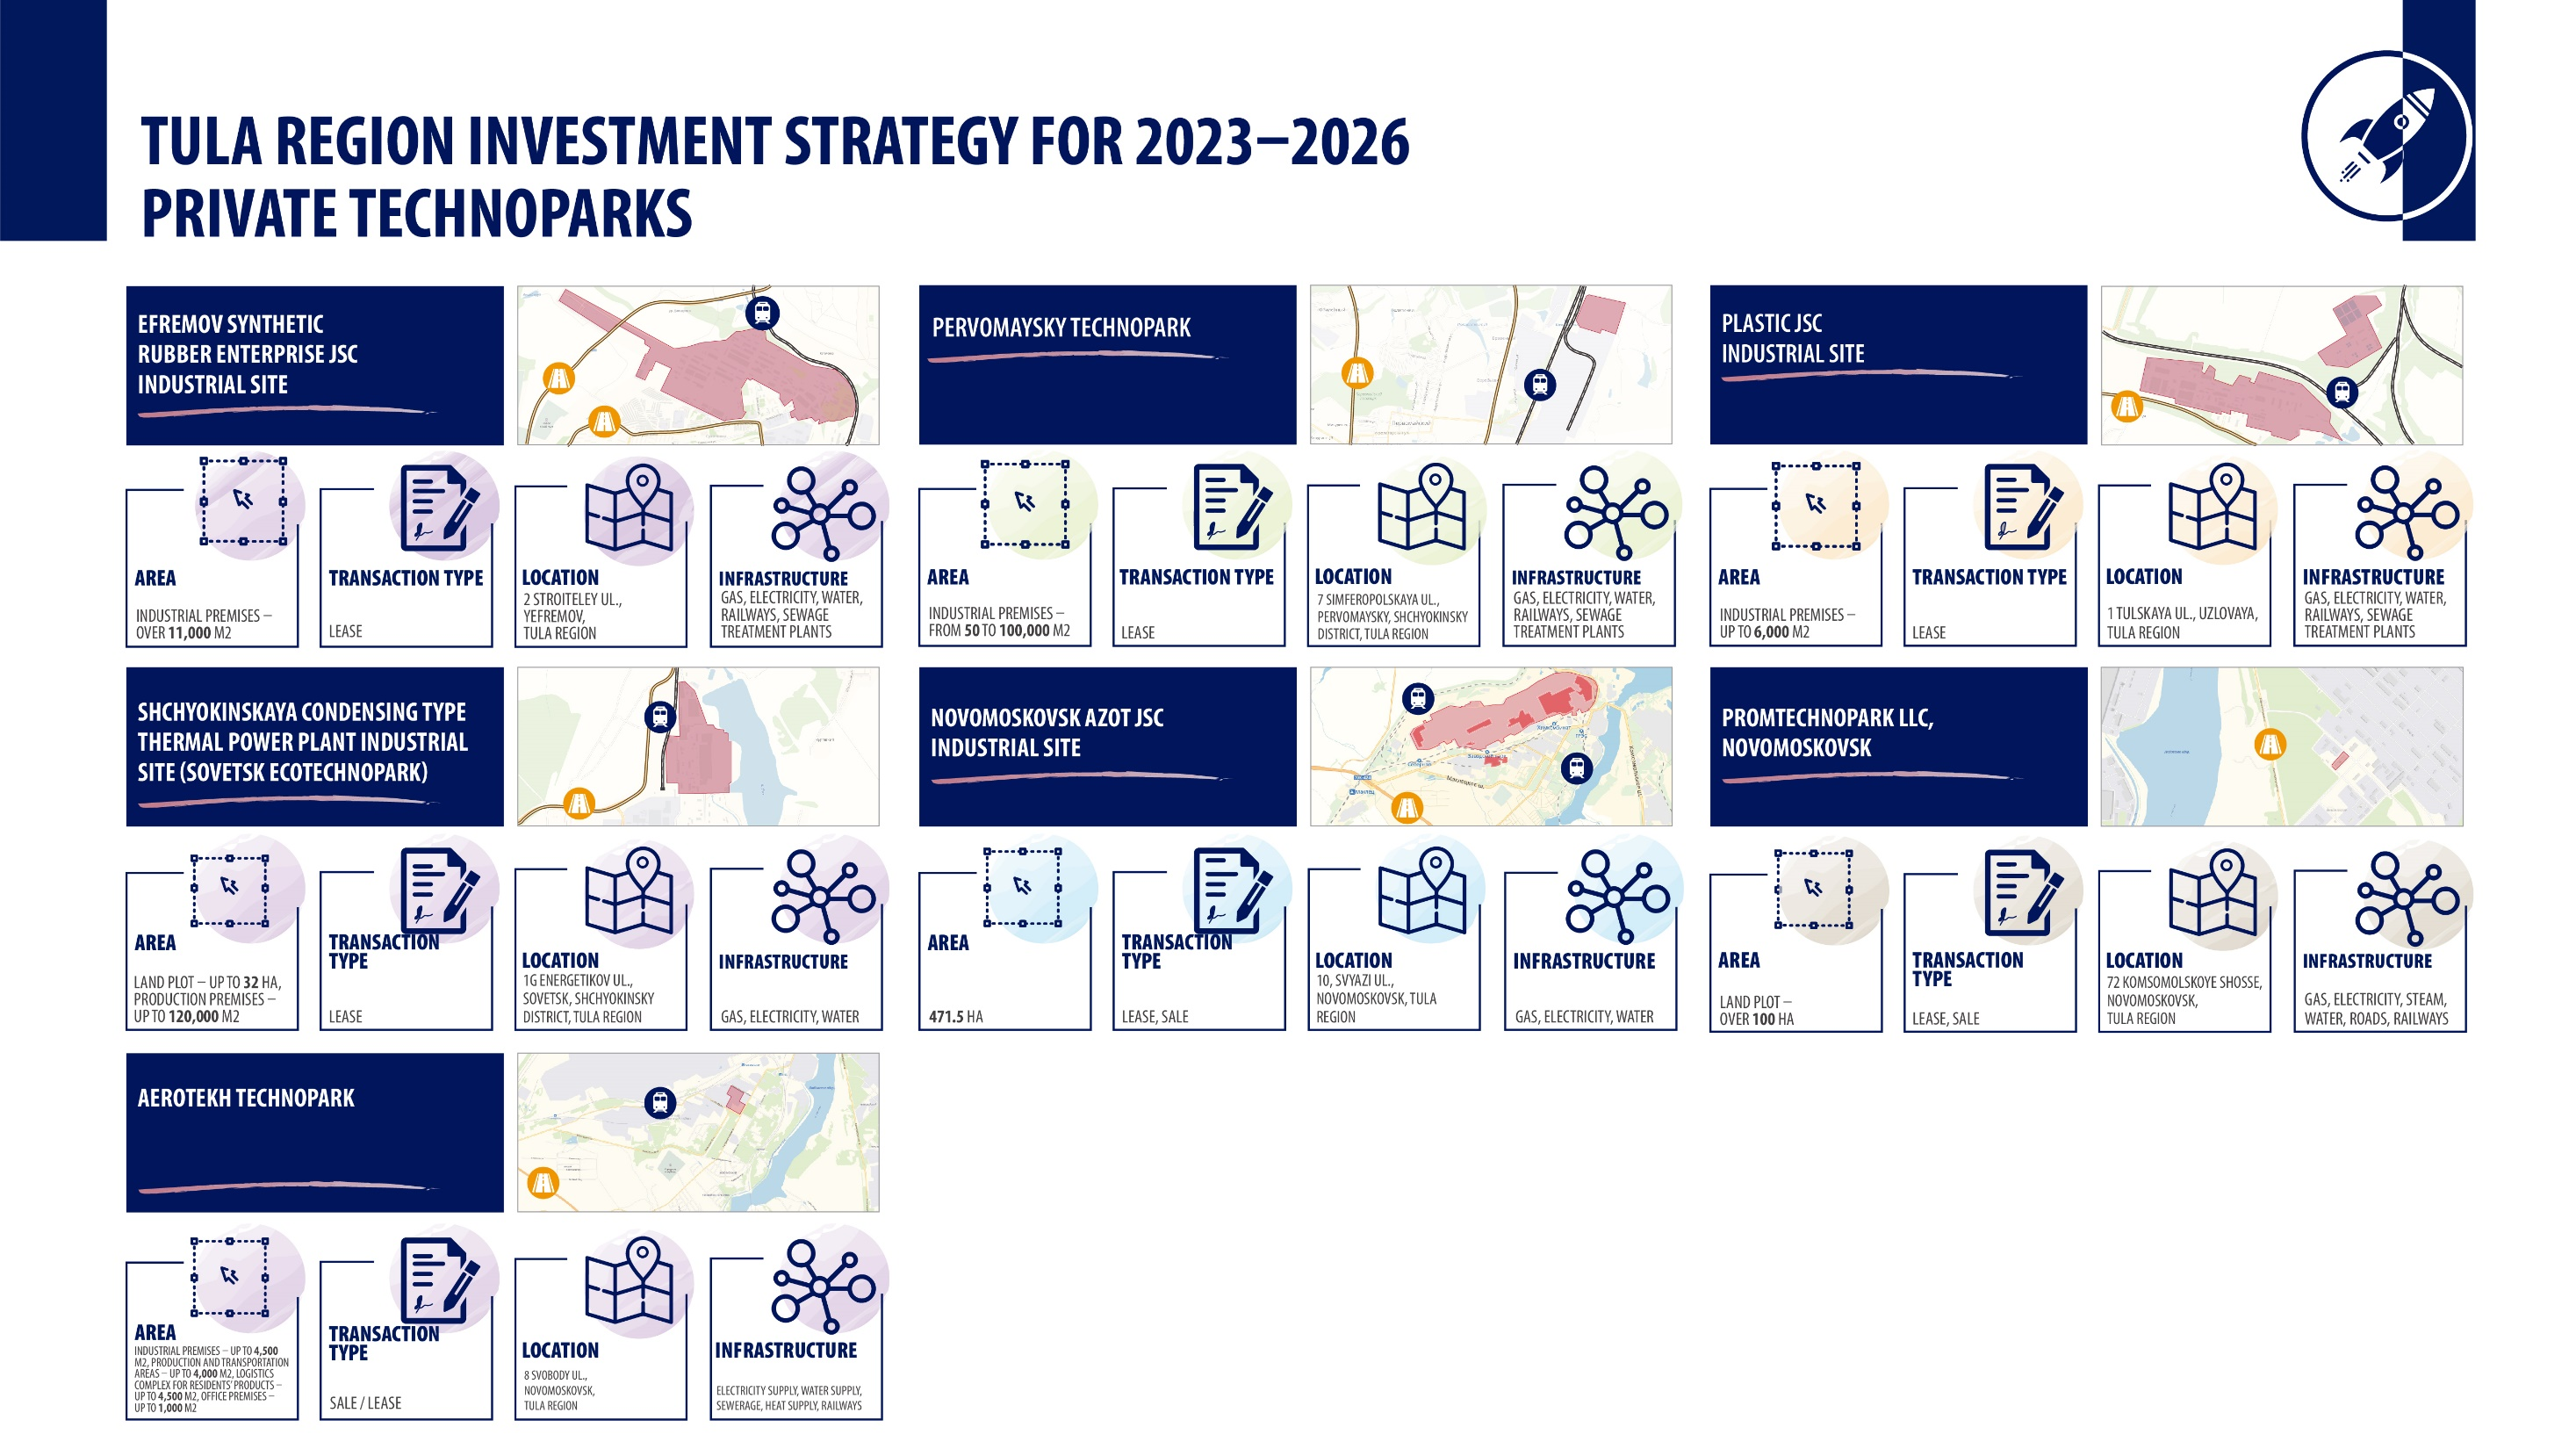 TULA REGION INVESTMENT STRATEGY FOR 2023–2026
PRIVATE TECHNOPARKS
EFREMOV SYNTHETIC
RUBBER ENTERPRISE JSC
INDUSTRIAL SITE
AREA
INDUSTRIAL PREMISES –
OVER 11,000 M2
TRANSACTION TYPE
LEASE
LOCATION
2 STROITELEY UL.,
YEFREMOV,
TULA REGION
INFRASTRUCTURE
GAS, ELECTRICITY, WATER,
RAILWAYS, SEWAGE
TREATMENT PLANTS
PERVOMAYSKY TECHNOPARK
AREA
INDUSTRIAL PREMISES –
FROM 50 TO 100,000 M2
TRANSACTION TYPE
LEASE
LOCATION
7 SIMFEROPOLSKAYA UL.,
PERVOMAYSKY, SHCHYOKINSKY
DISTRICT, TULA REGION
INFRASTRUCTURE
GAS, ELECTRICITY, WATER,
RAILWAYS, SEWAGE
TREATMENT PLANTS
PLASTIC JSC
INDUSTRIAL SITE
AREA
INDUSTRIAL PREMISES –
UP TO 6,000 M2
TRANSACTION TYPE
LEASE
LOCATION
1 TULSKAYA UL., UZLOVAYA,
TULA REGION
INFRASTRUCTURE
GAS, ELECTRICITY, WATER,
RAILWAYS, SEWAGE
TREATMENT PLANTS
SHCHYOKINSKAYA CONDENSING TYPE
THERMAL POWER PLANT INDUSTRIAL
SITE (SOVETSK ECOTECHNOPARK)
AREA
LAND PLOT – UP TO 32 HA,
PRODUCTION PREMISES –
UP TO 120,000 M2
TRANSACTION
TYPE
LEASE
LOCATION
1G ENERGETIKOV UL.,
SOVETSK, SHCHYOKINSKY
DISTRICT, TULA REGION
INFRASTRUCTURE
GAS, ELECTRICITY, WATER
NOVOMOSKOVSK AZOT JSC
INDUSTRIAL SITE
AREA
471.5 HA
TRANSACTION
TYPE
LEASE, SALE
LOCATION
10, SVYAZI UL.,
NOVOMOSKOVSK, TULA
REGION
INFRASTRUCTURE
GAS, ELECTRICITY, WATER
PROMTECHNOPARK LLC,
NOVOMOSKOVSK
AREA
LAND PLOT –
OVER 100 HA
TRANSACTION
TYPE
LEASE, SALE
LOCATION
72 KOMSOMOLSKOYE SHOSSE,
NOVOMOSKOVSK,
TULA REGION
INFRASTRUCTURE
GAS, ELECTRICITY, STEAM,
WATER, ROADS, RAILWAYS
AEROTEKH TECHNOPARK
AREA
INDUSTRIAL PREMISES – UP TO 4,500
M2, PRODUCTION AND TRANSPORTATION
AREAS – UP TO 4,000 M2, LOGISTICS
COMPLEX FOR RESIDENTS' PRODUCTS –
UP TO 4,500 M2, OFFICE PREMISES –
UP TO 1,000 M2
TRANSACTION
TYPE
SALE / LEASE
LOCATION
8 SVOBODY UL.,
NOVOMOSKOVSK,
TULA REGION
INFRASTRUCTURE
ELECTRICITY SUPPLY, WATER SUPPLY,
SEWERAGE, HEAT SUPPLY, RAILWAYS